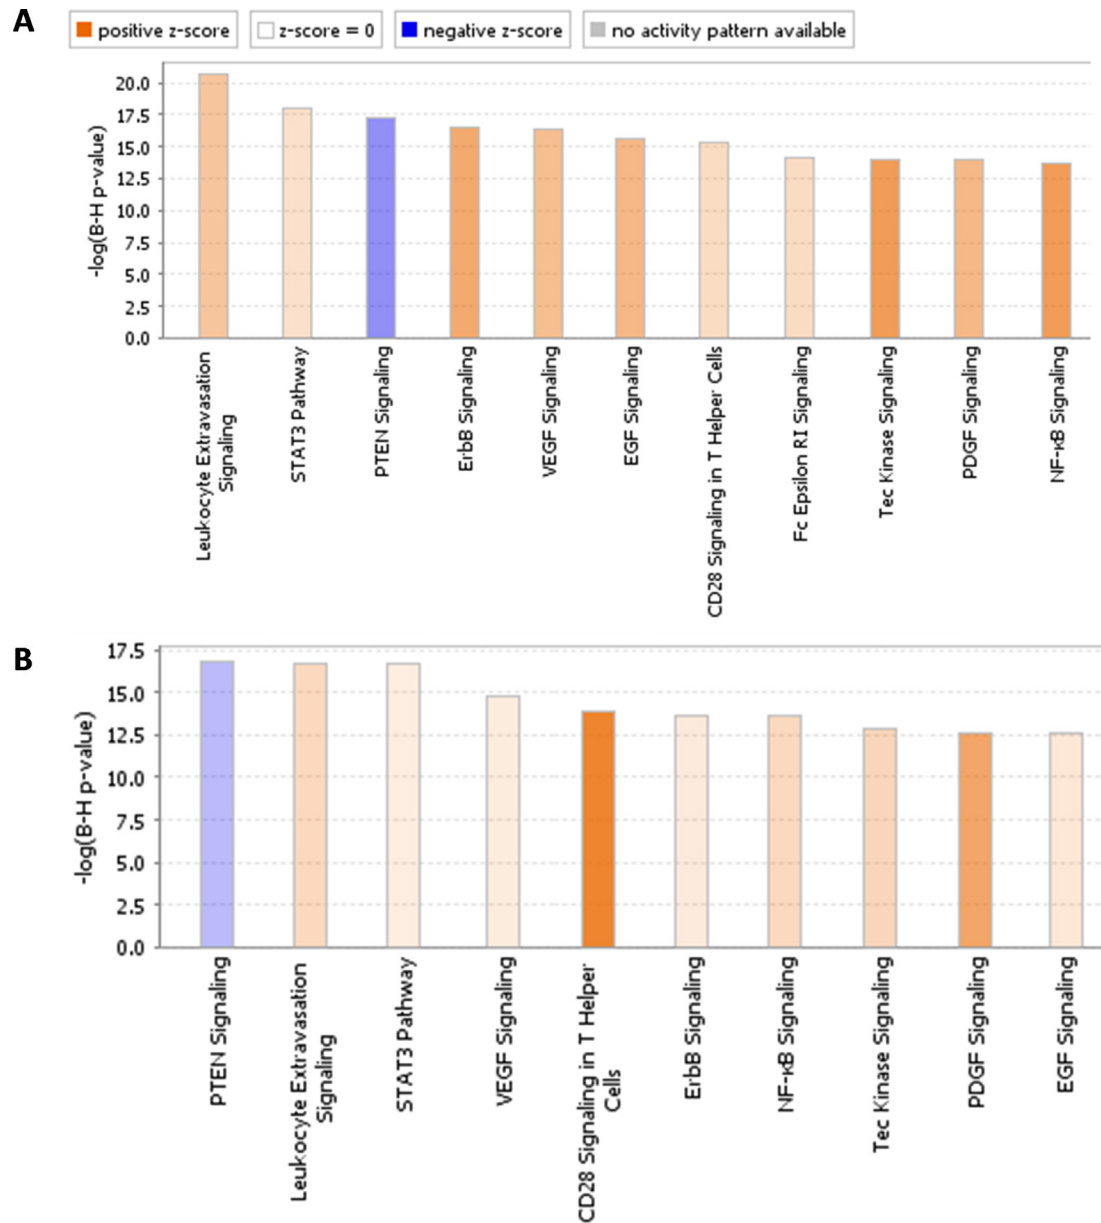 A
positive z-score
z-score = 0
negative z-score
no activity pattern available
-log(B-H p-value)
20.0
17.5
15.0
12.5
10.0
7.5
5.0
2.5
0.0
Leukocyte Extravasation
Signaling
STAT3 Pathway
PTEN Signaling
ErbB Signaling
VEGF Signaling
EGF Signaling
CD28 Signaling in T Helper Cells
Fc Epsilon RI Signaling
Tec Kinase Signaling
PDGF Signaling
NF-κB Signaling
B
-log(B-H p-value)
17.5
15.0
12.5
10.0
7.5
5.0
2.5
0.0
PTEN Signaling
Leukocyte Extravasation
Signaling
STAT3 Pathway
VEGF Signaling
CD28 Signaling in T Helper
Cells
ErbB Signaling
NF-κB Signaling
Tec Kinase Signaling
PDGF Signaling
EGF Signaling